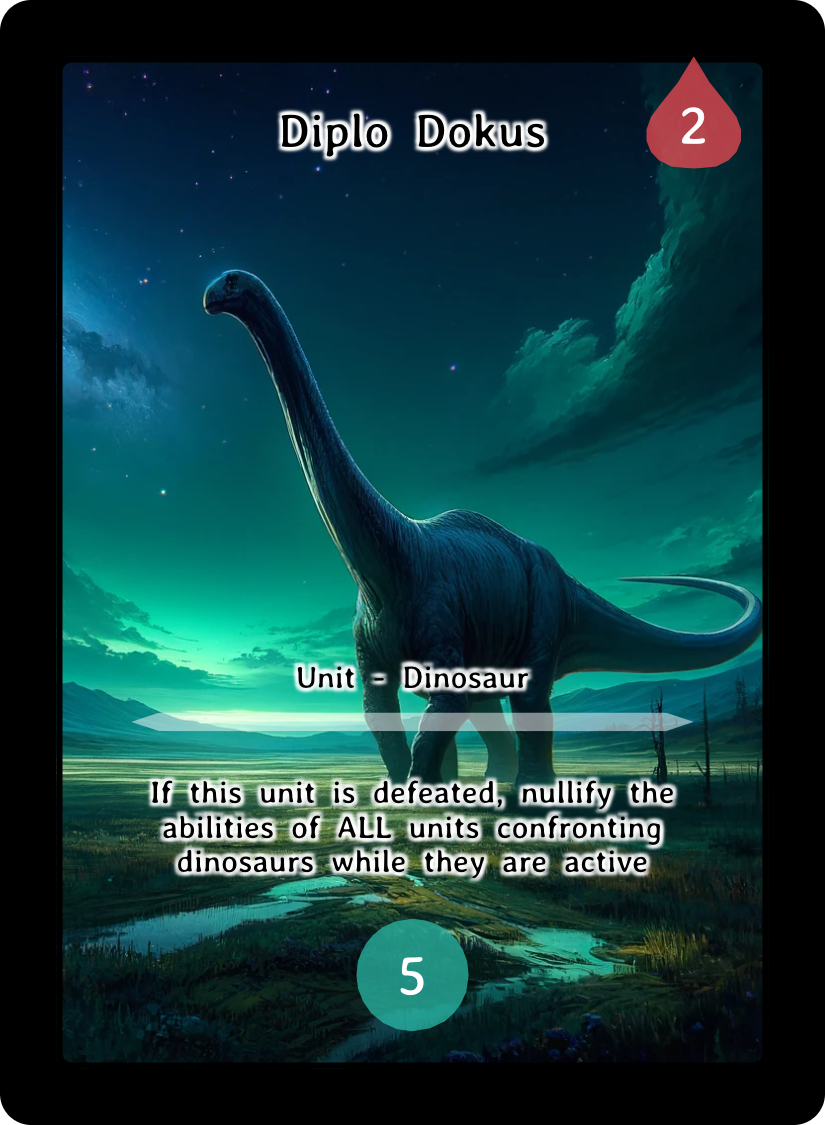 Diplo Dokus
2
Unit - Dinosaur
If this unit is defeated, nullify the
abilities of ALL units confronting
dinosaurs while they are active
5